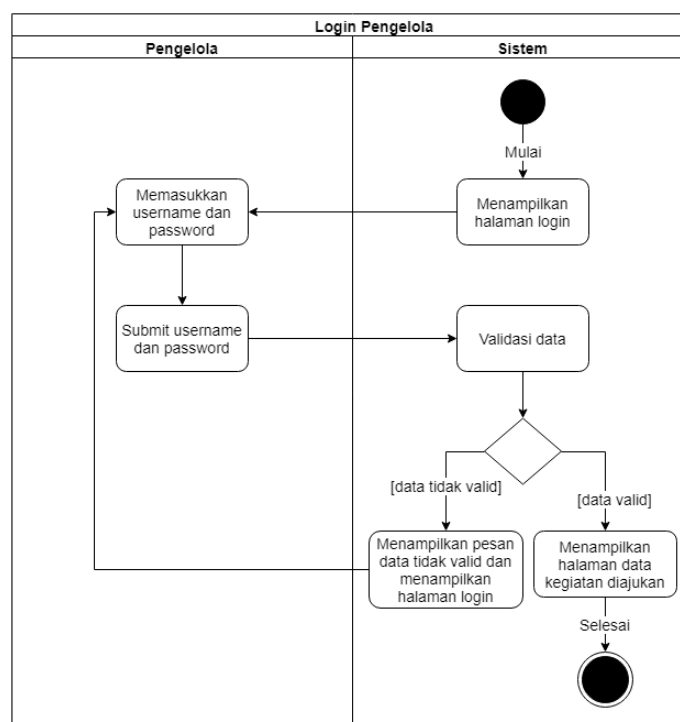 Login Pengelola
Pengelola
Sistem
Mulai
Memasukkan
username dan
password
Menampilkan
halaman login
Submit username
dan password
Validasi data
[data tidak valid]
[data valid]
Menampilkan pesan
data tidak valid dan
menampilkan
halaman login
Menampilkan
halaman data
kegiatan diajukan
Selesai